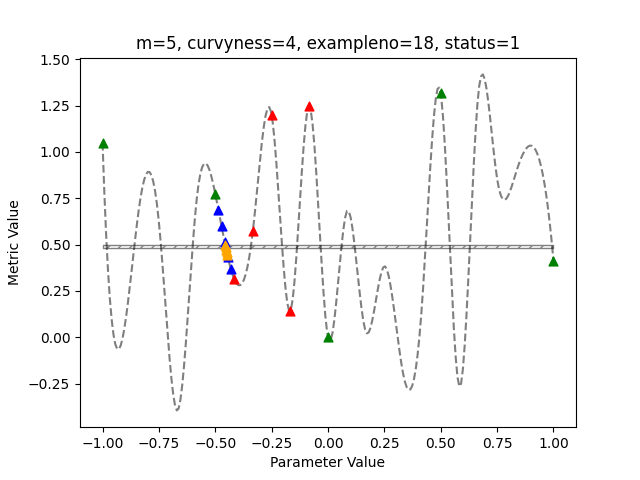 m=5, curvyness=4, exampleno=18, status=1
1.50
1.25
1.00
0.75
0.50
0.25
0.00
−0.25
Metric Value
−1.00 −0.75 −0.50 −0.25 0.00 0.25 0.50 0.75 1.00
Parameter Value